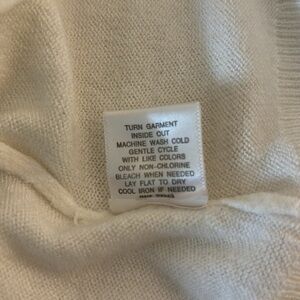 TURN GARMENT
INSIDE OUT
MACHINE WASH COLD
GENTLE CYCLE
WITH LIKE COLORS
ONLY NON-CHLORINE
BLEACH WHEN NEEDED
LAY FLAT TO DRY
COOL IRON IF NEEDED